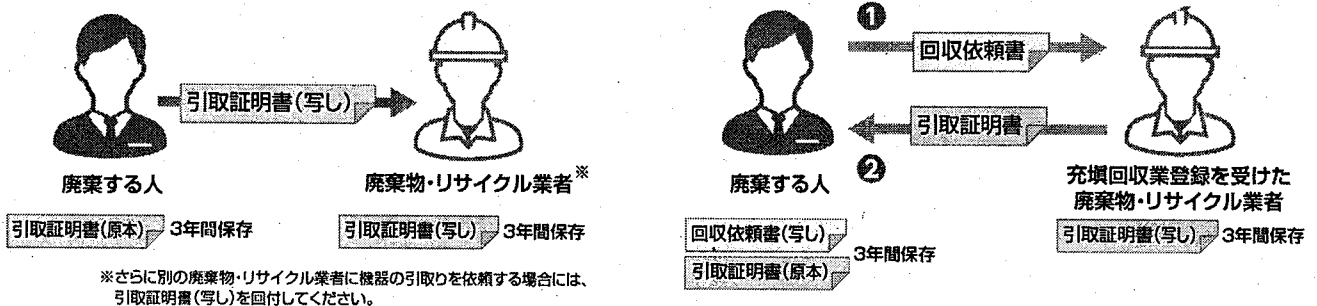 引取証明書(写し)
廃棄する人
廃棄物・リサイクル業者※
引取証明書(原本)
3年間保存
引取証明書(写し)
3年間保存
※さらに別の廃棄物・リサイクル業者に機器の引取りを依頼する場合には、
引取証明書(写し)を回付してください。
❶
回収依頼書
引取証明書
❷
廃棄する人
充塡回収業登録を受けた
廃棄物・リサイクル業者
回収依頼書(写し)
引取証明書(原本)
3年間保存
引取証明書(写し)
3年間保存